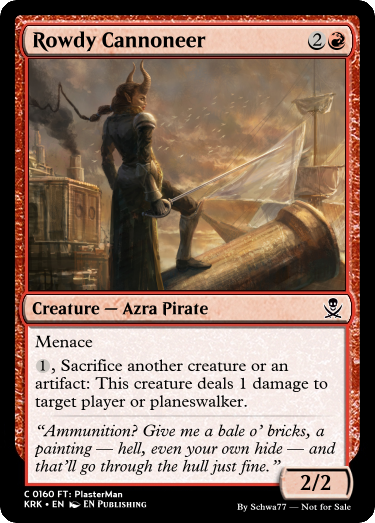 Rowdy Cannoneer 2
Creature — Azra Pirate
Menace
1, Sacrifice another creature or an
artifact: This creature deals 1 damage to
target player or planeswalker.
“Ammunition? Give me a bale o’ bricks, a
painting — hell, even your own hide — and
that’ll go through the hull just fine.”
2/2
C 0160 FT: PlasterMan
KRK • EN EN Publishing
By Schwa77 — Not for Sale